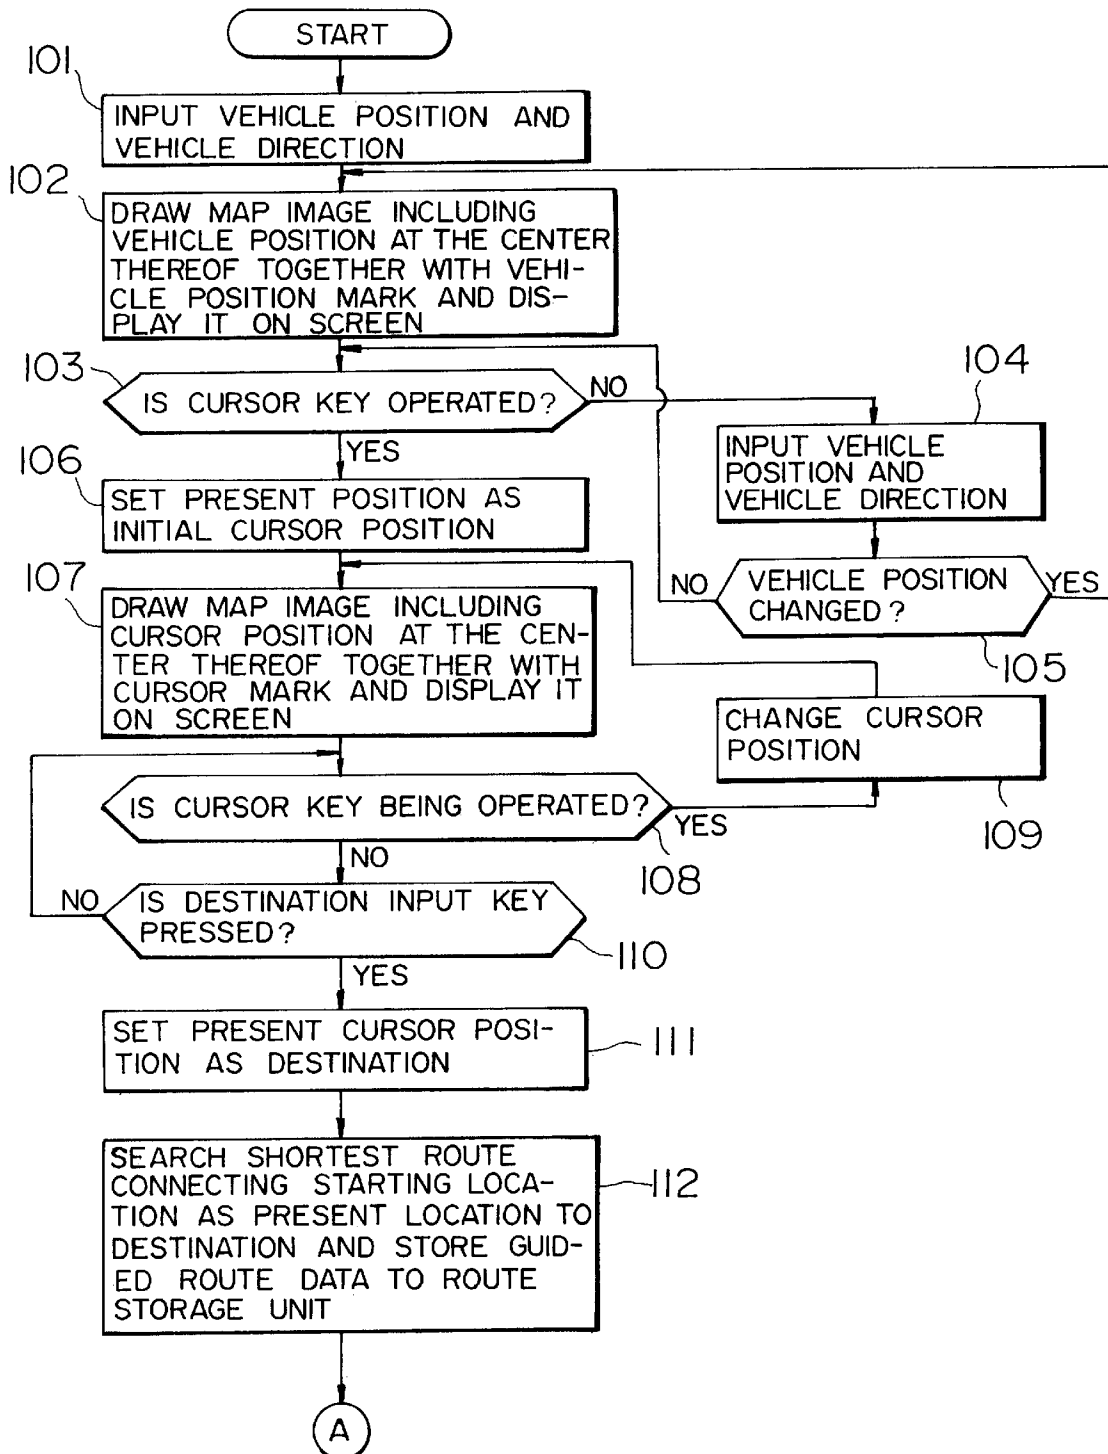 START
101
INPUT VEHICLE POSITION AND
VEHICLE DIRECTION
102
DRAW MAP IMAGE INCLUDING
VEHICLE POSITION AT THE CENTER
THEREOF TOGETHER WITH VEHI-
CLE POSITION MARK AND DIS-
PLAY IT ON SCREEN
103
IS CURSOR KEY OPERATED?
NO
YES
104
INPUT VEHICLE
POSITION AND
VEHICLE DIRECTION
106
SET PRESENT POSITION AS
INITIAL CURSOR POSITION
NO
VEHICLE POSITION
CHANGED?
YES
105
107
DRAW MAP IMAGE INCLUDING
CURSOR POSITION AT THE CEN-
TER THEREOF TOGETHER WITH
CURSOR MARK AND DISPLAY IT
ON SCREEN
CHANGE CURSOR
POSITION
109
IS CURSOR KEY BEING OPERATED?
YES
108
NO
NO
IS DESTINATION INPUT KEY
PRESSED?
110
YES
SET PRESENT CURSOR POSI-
TION AS DESTINATION
111
SEARCH SHORTEST ROUTE
CONNECTING STARTING LOCA-
TION AS PRESENT LOCATION TO
DESTINATION AND STORE GUID-
ED ROUTE DATA TO ROUTE
STORAGE UNIT
112
A